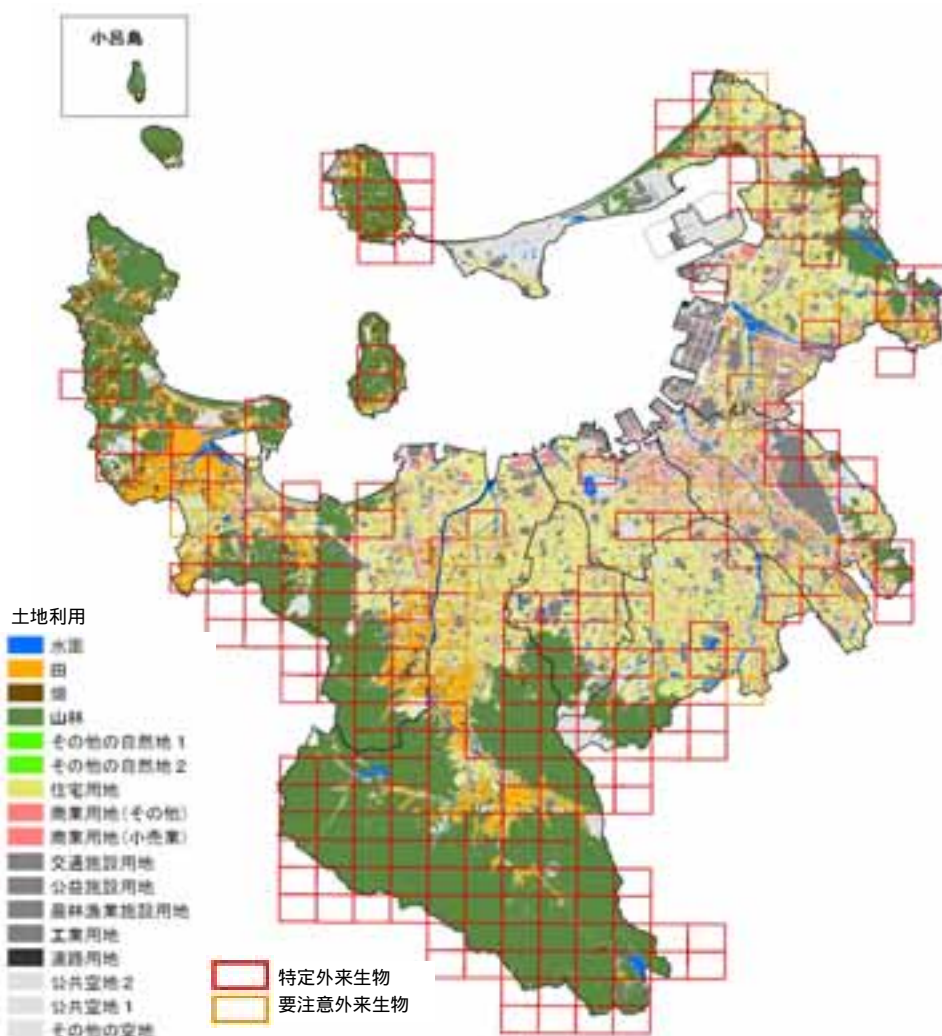 小呂島
土地利用
水面
田
畑
山林
その他の自然地 1
その他の自然地 2
住宅用地
商業用地(その他)
商業用地(小売業)
交通施設用地
公益施設用地
農林漁業施設用地
工業用地
道路用地
公共空地 2
公共空地 1
その他の空地
特定外来生物
要注意外来生物